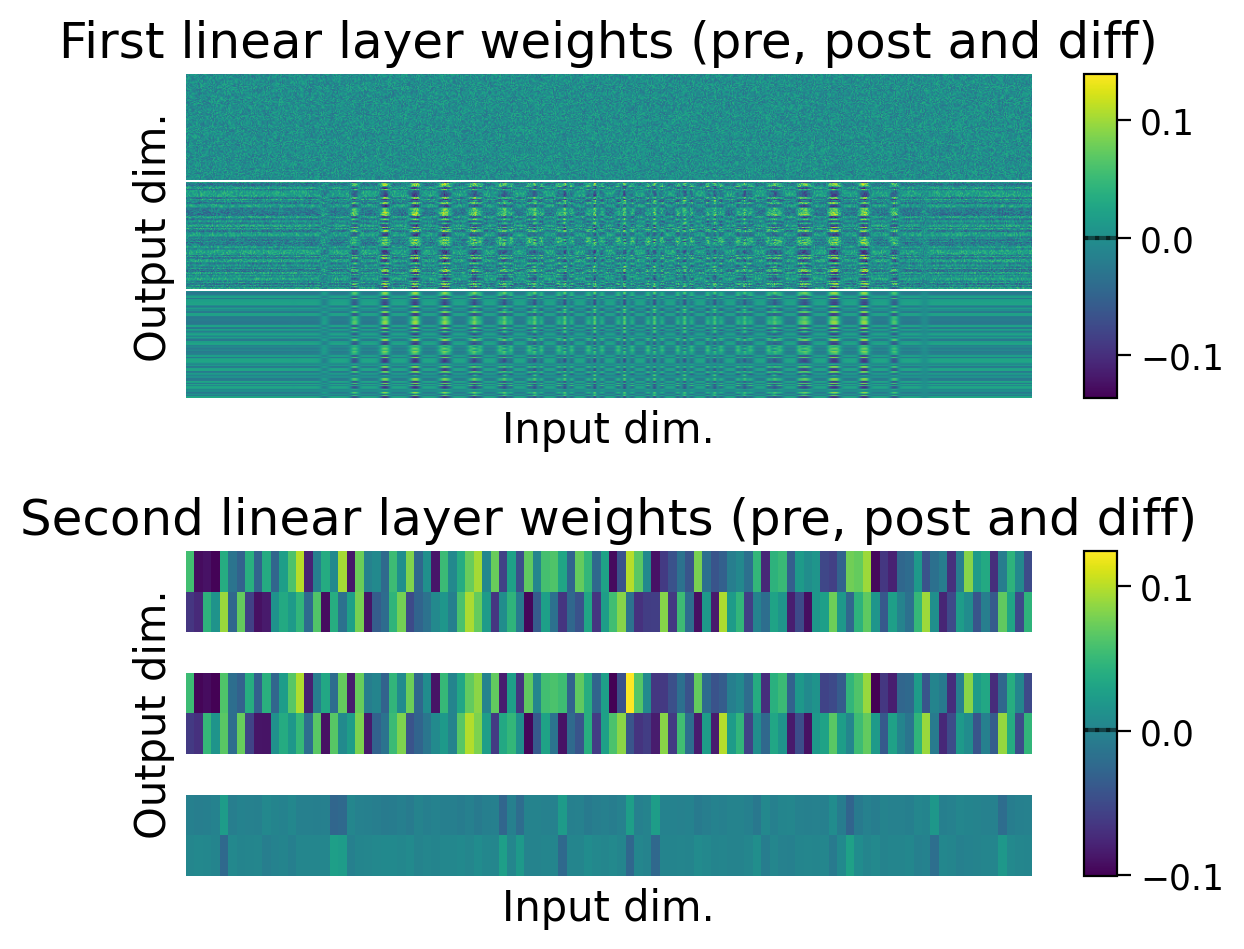 First linear layer weights (pre, post and diff)
Output dim.
0.1
0.0
−0.1
Input dim.
Second linear layer weights (pre, post and diff)
Output dim.
0.1
0.0
−0.1
Input dim.